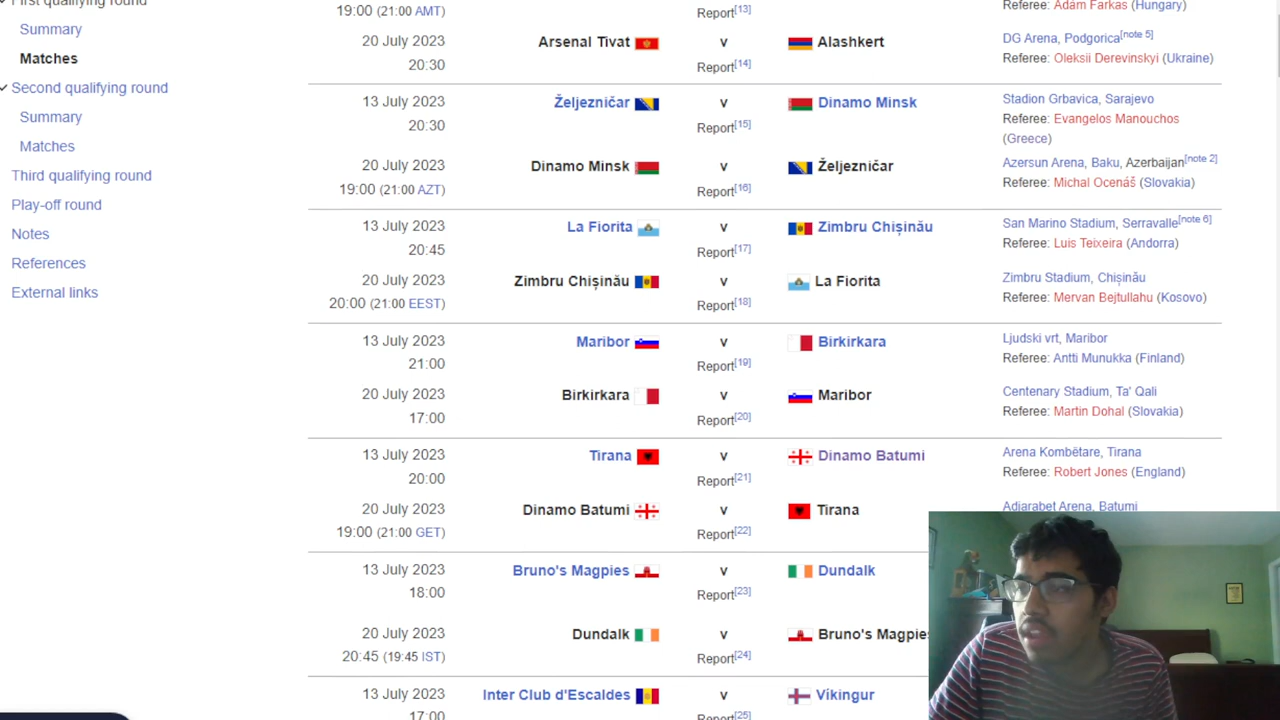 First qualifying round
Summary
Matches
Second qualifying round
Summary
Matches
Third qualifying round
Play-off round
Notes
References
External links
19:00 (21:00 AMT) Report[13] Referee: Ádám Farkas (Hungary)
20 July 2023 Arsenal Tivat v Alashkert DG Arena, Podgorica[note 5]
20:30 Report[14] Referee: Oleksii Derevinskyi (Ukraine)
13 July 2023 Željezničar v Dinamo Minsk Stadion Grbavica, Sarajevo
20:30 Report[15] Referee: Evangelos Manouchos
(Greece)
20 July 2023 Dinamo Minsk v Željezničar Azersun Arena, Baku, Azerbaijan[note 2]
19:00 (21:00 AZT) Report[16] Referee: Michal Ocenáš (Slovakia)
13 July 2023 La Fiorita v Zimbru Chișinău San Marino Stadium, Serravalle[note 6]
20:45 Report[17] Referee: Luis Teixeira (Andorra)
20 July 2023 Zimbru Chișinău v La Fiorita Zimbru Stadium, Chișinău
20:00 (21:00 EEST) Report[18] Referee: Mervan Bejtullahu (Kosovo)
13 July 2023 Maribor v Birkirkara Ljudski vrt, Maribor
21:00 Report[19] Referee: Antti Munukka (Finland)
20 July 2023 Birkirkara v Maribor Centenary Stadium, Ta' Qali
17:00 Report[20] Referee: Martin Dohal (Slovakia)
13 July 2023 Tirana v Dinamo Batumi Arena Kombëtare, Tirana
20:00 Report[21] Referee: Robert Jones (England)
20 July 2023 Dinamo Batumi v Tirana Adjarabet Arena, Batumi
19:00 (21:00 GET) Report[22]
13 July 2023 Bruno's Magpies v Dundalk
18:00 Report[23]
20 July 2023 Dundalk v Bruno's Magpies
20:45 (19:45 IST) Report[24]
13 July 2023 Inter Club d'Escaldes v Víkingur
17:00 Report[25]